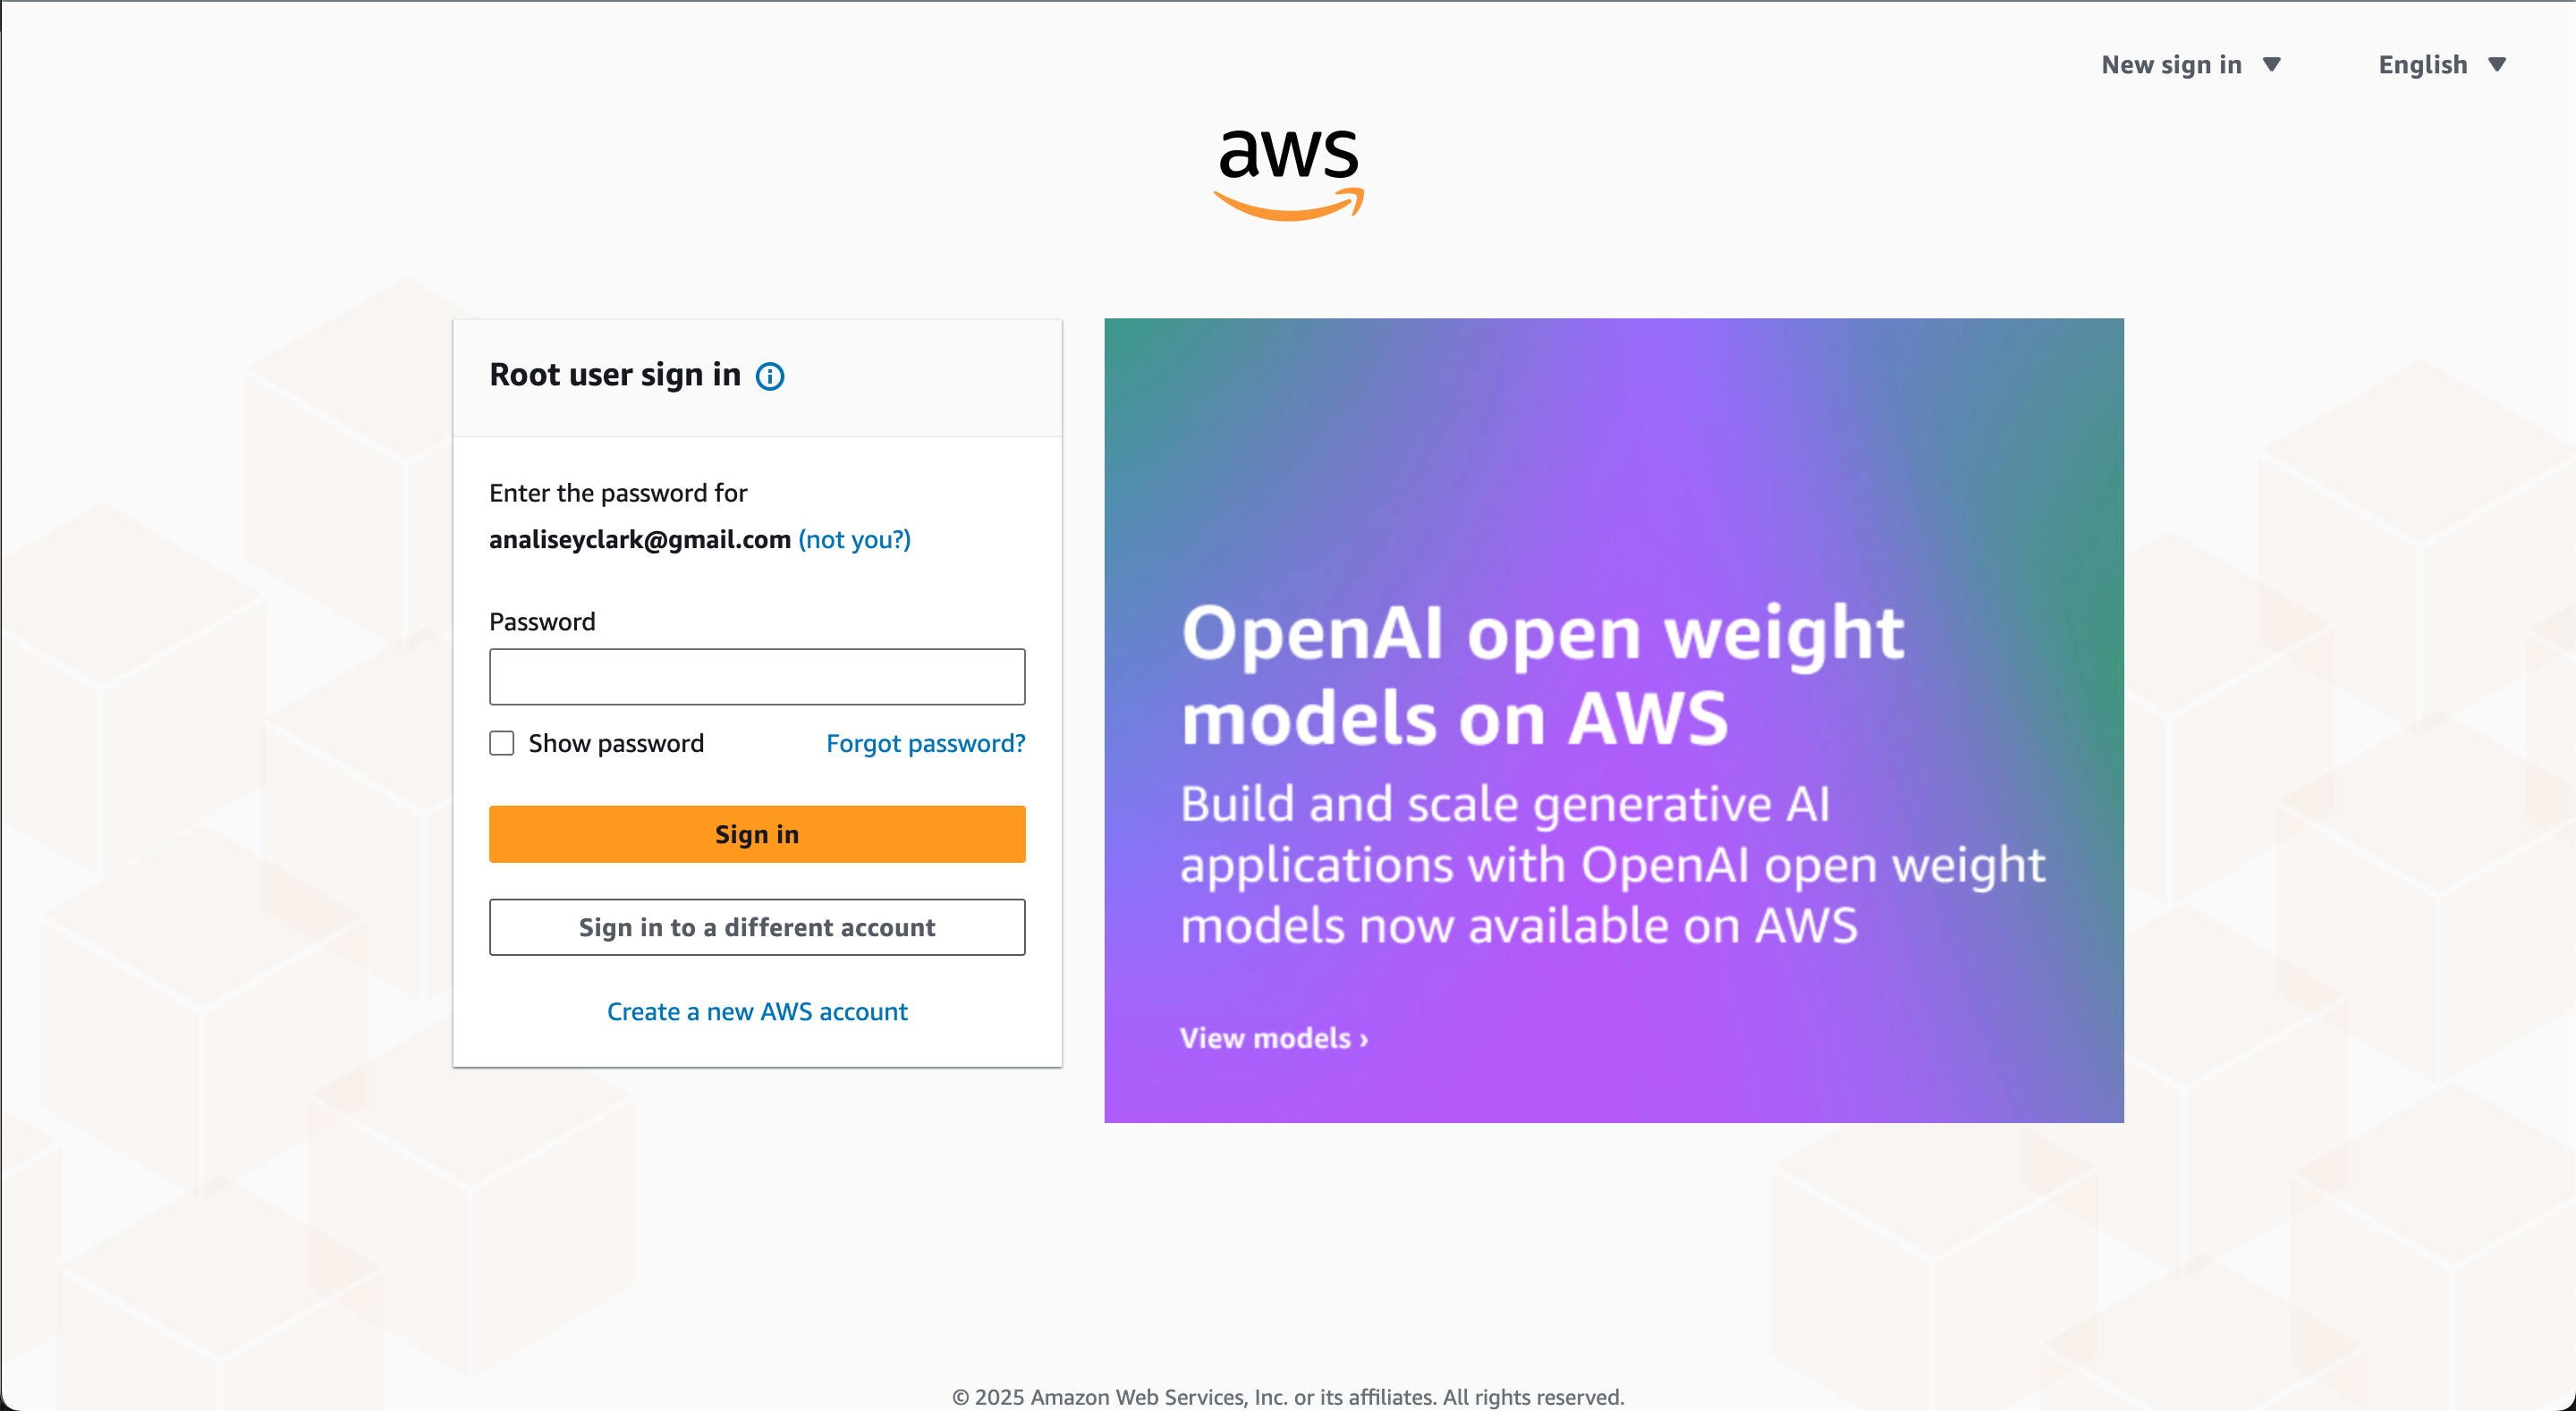 New sign in
English
aws
Root user sign in
Enter the password for
analiseyclark@gmail.com (not you?)
Password
Show password
Forgot password?
Sign in
Sign in to a different account
Create a new AWS account
OpenAI open weight
models on AWS
Build and scale generative AI
applications with OpenAI open weight
models now available on AWS
View models ›
© 2025 Amazon Web Services, Inc. or its affiliates. All rights reserved.